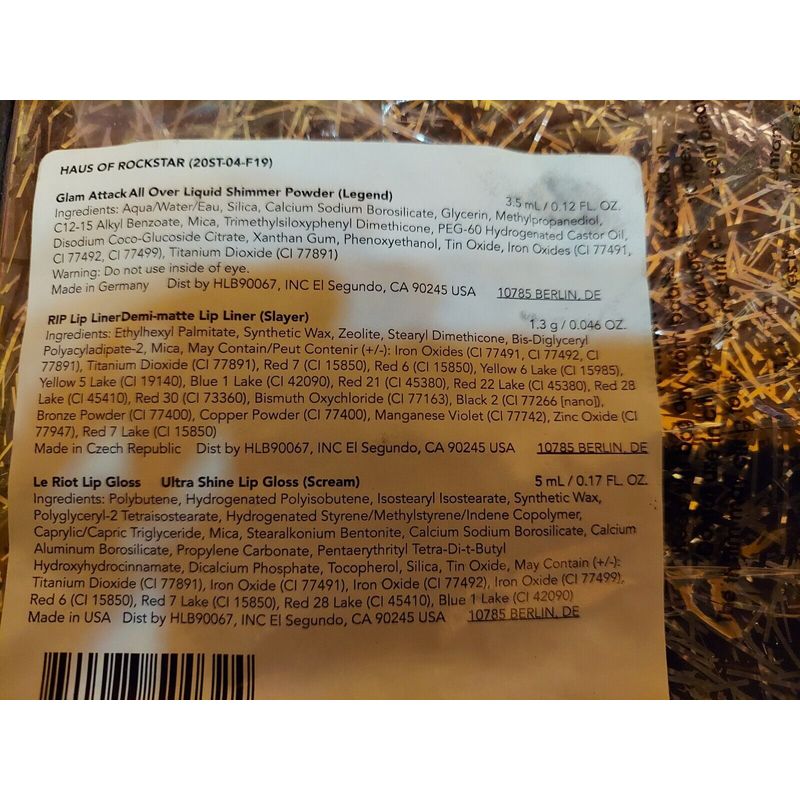 HAUS OF ROCKSTAR (20ST-04-F19)
Glam Attack All Over Liquid Shimmer Powder (Legend) 3.5 mL / 0.12 FL. OZ.
Ingredients: Aqua/Water/Eau, Silica, Calcium Sodium Borosilicate, Glycerin, Methylpropanediol,
C12-15 Alkyl Benzoate, Mica, Trimethylsiloxyphenyl Dimethicone, PEG-60 Hydrogenated Castor Oil,
Disodium Coco-Glucoside Citrate, Xanthan Gum, Phenoxyethanol, Tin Oxide, Iron Oxides (CI 77491,
CI 77492, CI 77499), Titanium Dioxide (CI 77891)
Warning: Do not use inside of eye.
Made in Germany Dist by HLB90067, INC El Segundo, CA 90245 USA 10785 BERLIN, DE
RIP Lip LinerDemi-matte Lip Liner (Slayer) 1.3 g / 0.046 OZ.
Ingredients: Ethylhexyl Palmitate, Synthetic Wax, Zeolite, Stearyl Dimethicone, Bis-Diglyceryl
Polyacyladipate-2, Mica, May Contain/Peut Contenir (+/-): Iron Oxides (CI 77491, CI 77492, CI
77891), Titanium Dioxide (CI 77891), Red 7 (CI 15850), Red 6 (CI 15850), Yellow 6 Lake (CI 15985),
Yellow 5 Lake (CI 19140), Blue 1 Lake (CI 42090), Red 21 (CI 45380), Red 22 Lake (CI 45380), Red 28
Lake (CI 45410), Red 30 (CI 73360), Bismuth Oxychloride (CI 77163), Black 2 (CI 77266 [nano]),
Bronze Powder (CI 77400), Copper Powder (CI 77400), Manganese Violet (CI 77742), Zinc Oxide (CI
77947), Red 7 Lake (CI 15850)
Made in Czech Republic Dist by HLB90067, INC El Segundo, CA 90245 USA 10785 BERLIN, DE
Le Riot Lip Gloss Ultra Shine Lip Gloss (Scream) 5 mL / 0.17 FL. OZ.
Ingredients: Polybutene, Hydrogenated Polyisobutene, Isostearyl Isostearate, Synthetic Wax,
Polyglyceryl-2 Tetraisostearate, Hydrogenated Styrene/Methylstyrene/Indene Copolymer,
Caprylic/Capric Triglyceride, Mica, Stearalkonium Bentonite, Calcium Sodium Borosilicate, Calcium
Aluminum Borosilicate, Propylene Carbonate, Pentaerythrityl Tetra-Di-t-Butyl
Hydroxyhydrocinnamate, Dicalcium Phosphate, Tocopherol, Silica, Tin Oxide, May Contain (+/-):
Titanium Dioxide (CI 77891), Iron Oxide (CI 77491), Iron Oxide (CI 77492), Iron Oxide (CI 77499),
Red 6 (CI 15850), Red 7 Lake (CI 15850), Red 28 Lake (CI 45410), Blue 1 Lake (CI 42090)
Made in USA Dist by HLB90067, INC El Segundo, CA 90245 USA 10785 BERLIN, DE